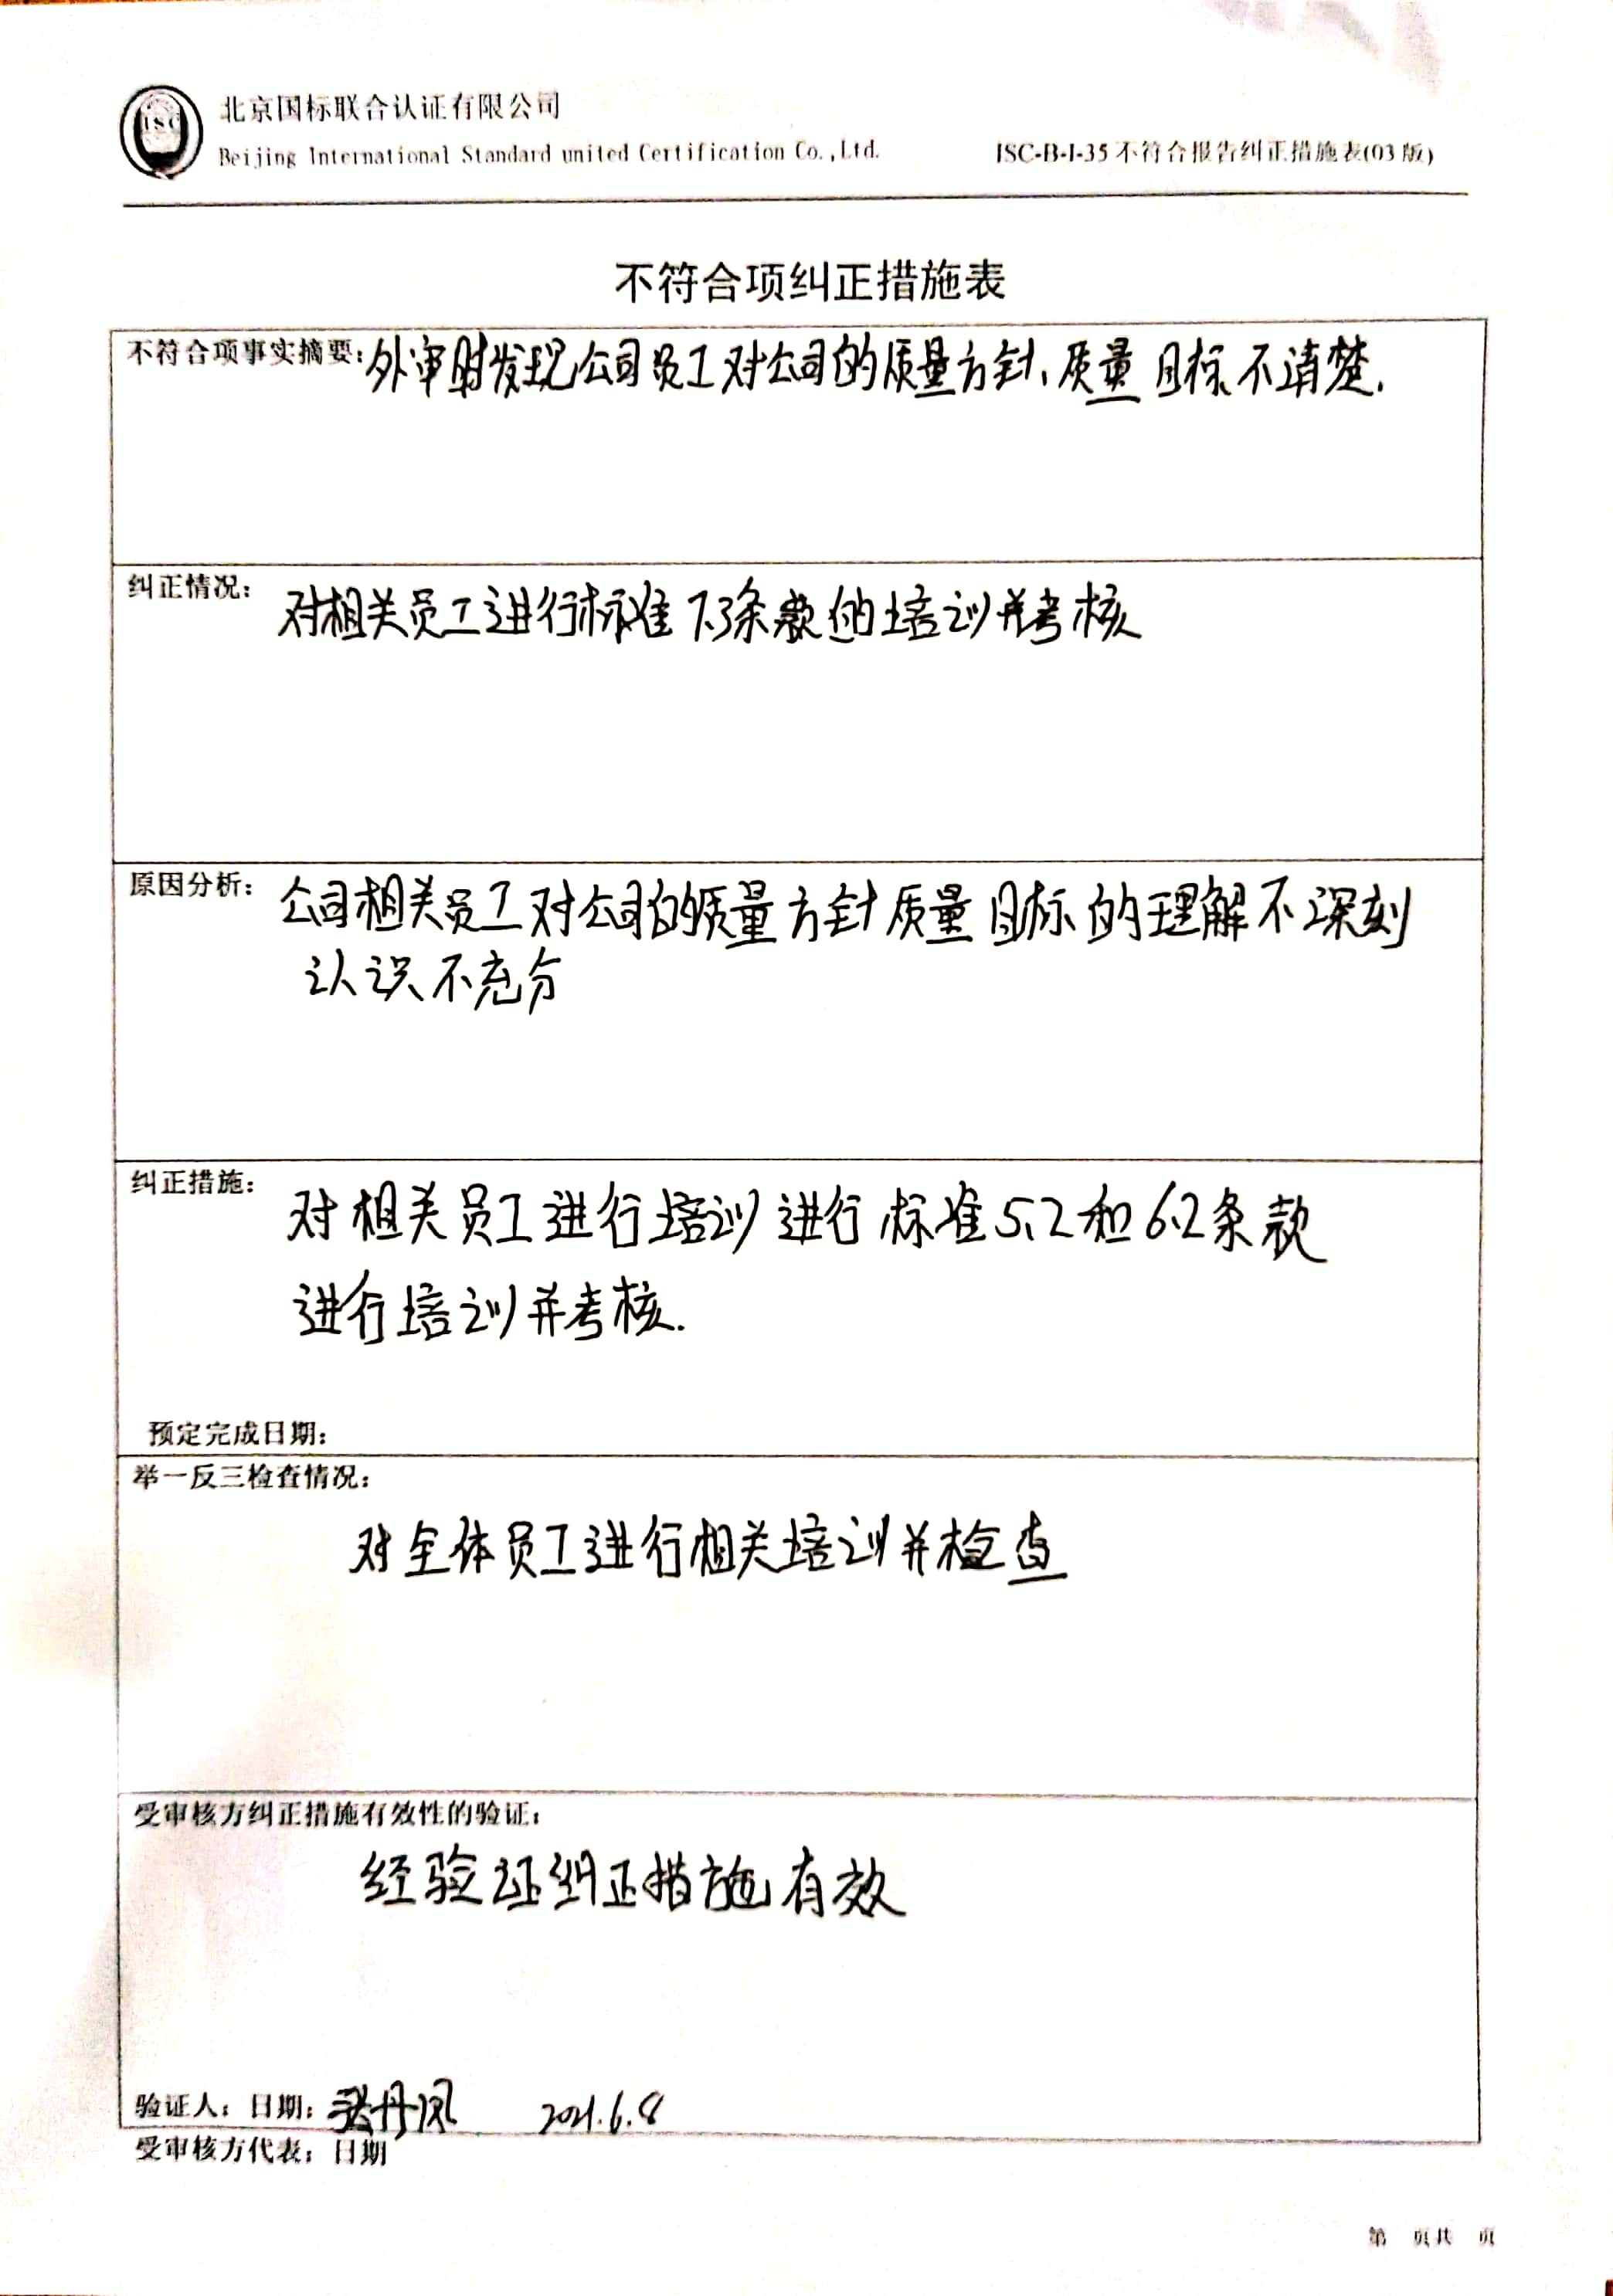 ISC
北京国标联合认证有限公司
Beijing International Standard united Certification Co.,Ltd.
ISC-B-I-35 不符合报告纠正措施表(03 版)
不符合项纠正措施表
不符合项事实摘要：外审时发现公司员工对公司的质量方针、质量目标不清楚.
纠正情况： 对相关员工进行标准7.3条款的培训并考核
原因分析： 公司相关员工对公司的质量方针质量目标的理解不深刻
认识不充分
纠正措施： 对相关员工进行培训进行标准5.2和6.2条款
进行培训并考核.
预定完成日期：
举一反三检查情况：
对全体员工进行相关培训并检查
受审核方纠正措施有效性的验证：
经验证纠正措施有效
验证人：日期：张丹凤 2021.6.8
受审核方代表：日期
第 页共 页